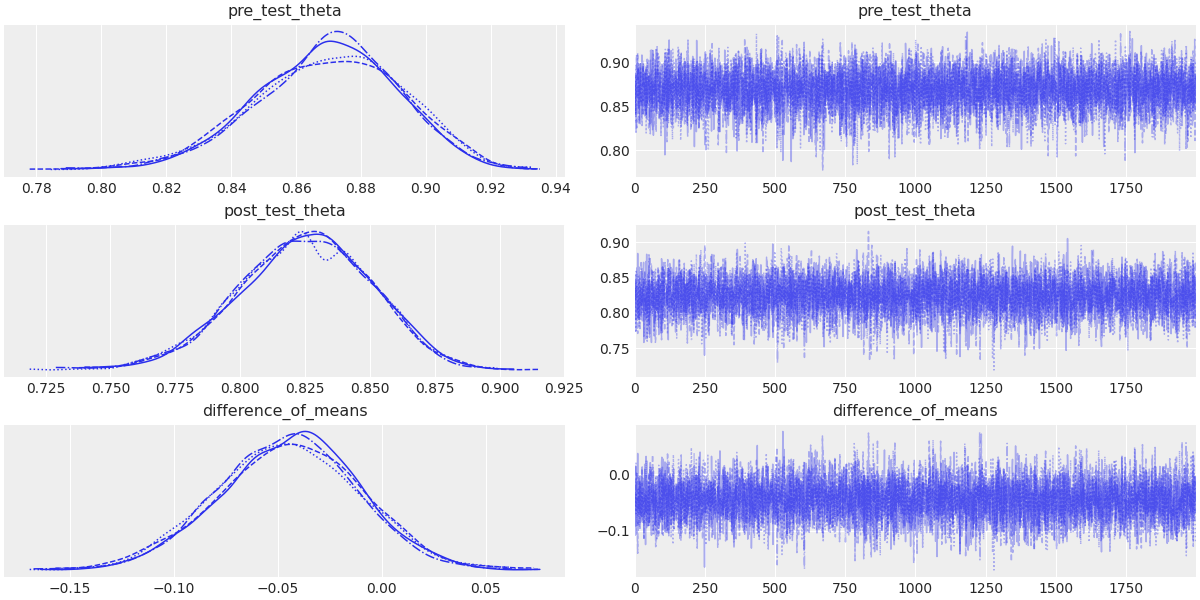 pre_test_theta
pre_test_theta
0.90
0.85
0.80
0.78 0.80 0.82 0.84 0.86 0.88 0.90 0.92 0.94
0 250 500 750 1000 1250 1500 1750
post_test_theta
post_test_theta
0.90
0.85
0.80
0.75
0.725 0.750 0.775 0.800 0.825 0.850 0.875 0.900 0.925
0 250 500 750 1000 1250 1500 1750
difference_of_means
difference_of_means
0.0
−0.1
−0.15 −0.10 −0.05 0.00 0.05
0 250 500 750 1000 1250 1500 1750